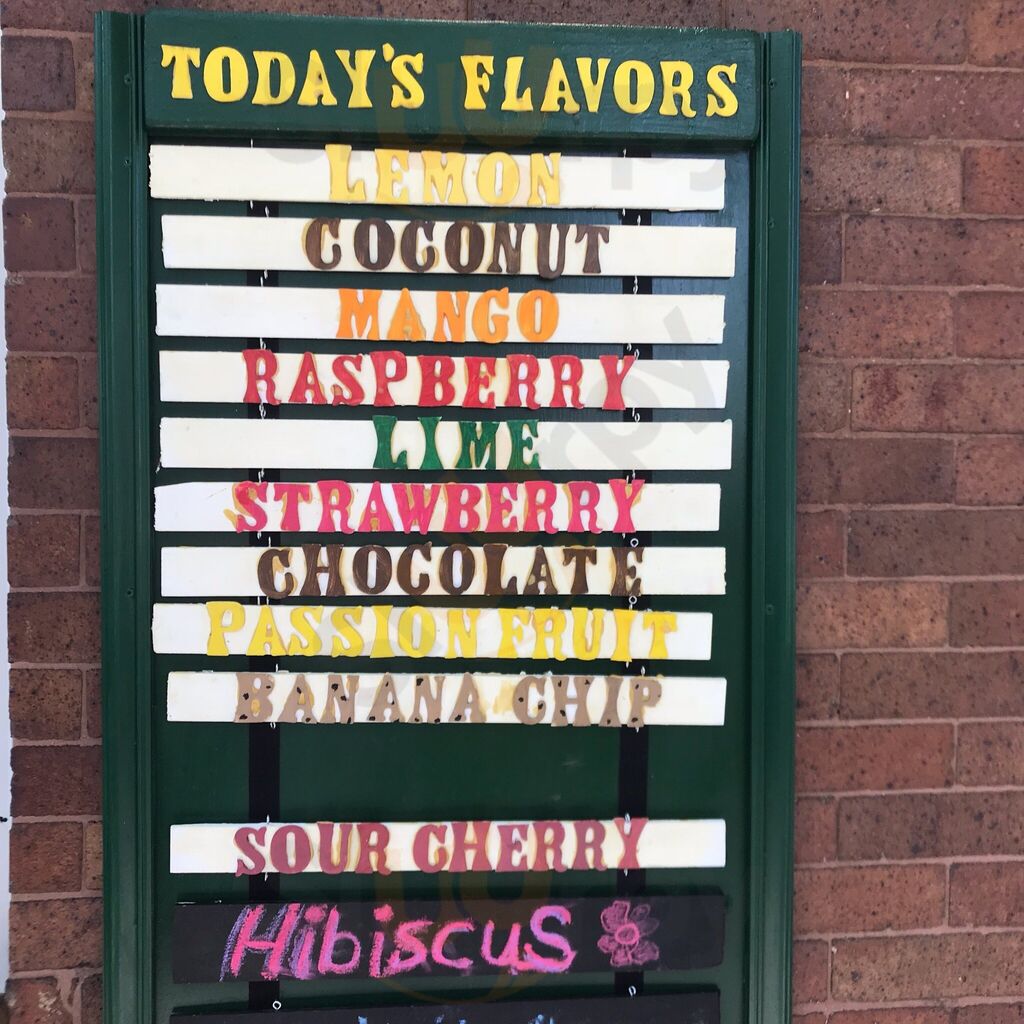 TODAY'S FLAVORS
LEMON
COCONUT
MANGO
RASPBERRY
LIME
STRAWBERRY
CHOCOLATE
PASSION FRUIT
BANANA CHIP
SOUR CHERRY
HibiscuS